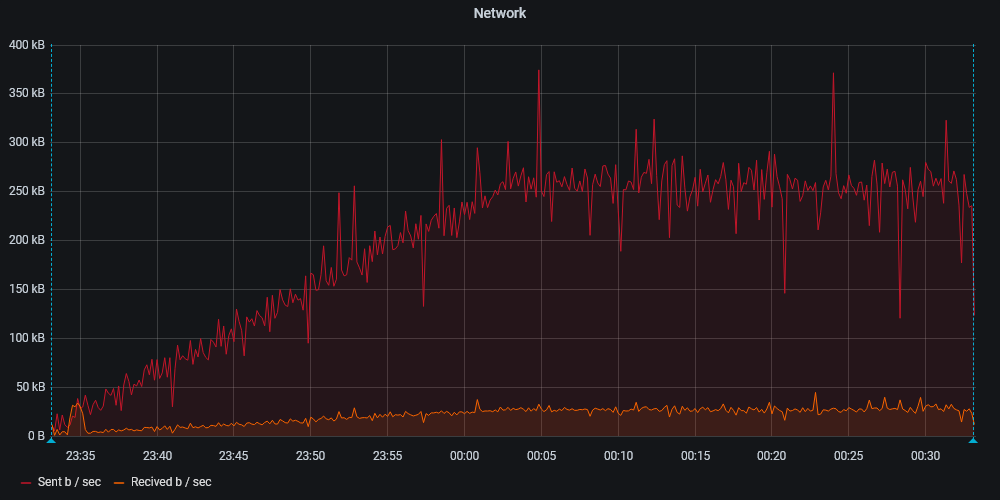 Network
400 kB
350 kB
300 kB
250 kB
200 kB
150 kB
100 kB
50 kB
0 B
23:35 23:40 23:45 23:50 23:55 00:00 00:05 00:10 00:15 00:20 00:25 00:30
Sent b / sec Recived b / sec